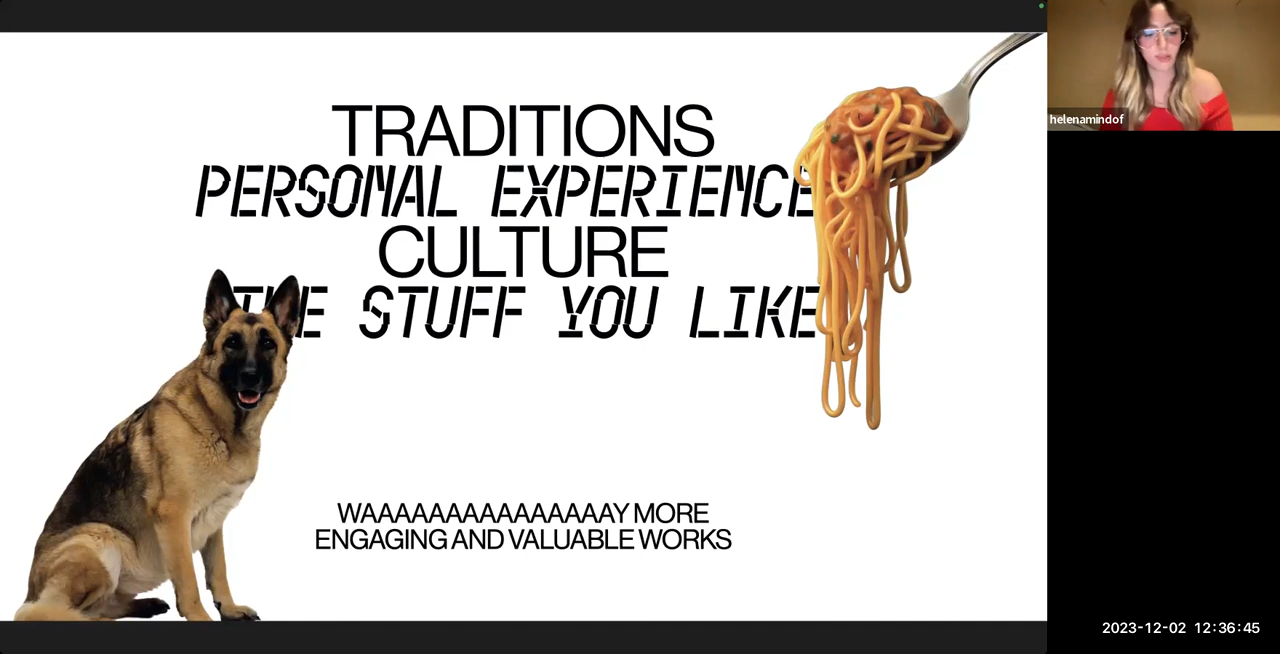 TRADITIONS
PERSONAL EXPERIENCE
CULTURE
THE STUFF YOU LIKE
WAAAAAAAAAAAAAAAY MORE
ENGAGING AND VALUABLE WORKS
helenamindof
2023-12-02 12:36:45